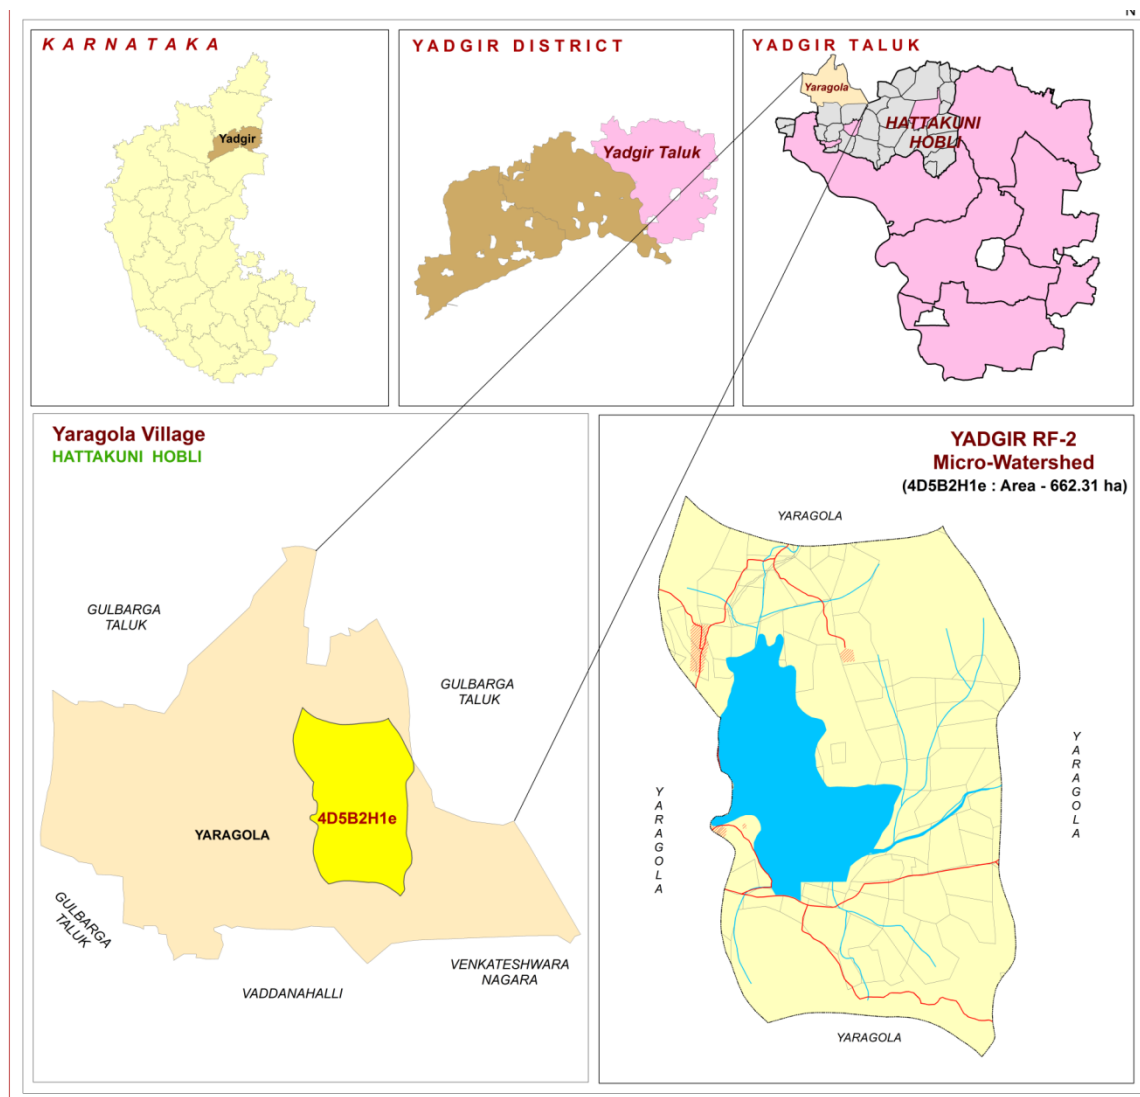 N
KARNATAKA
Yadgir
YADGIR DISTRICT
Yadgir Taluk
YADGIR TALUK
Yaragola
HATTAKUNI
HOBLI
Yaragola Village
HATTAKUNI HOBLI
GULBARGA
TALUK
GULBARGA
TALUK
4D5B2H1e
YARAGOLA
GULBARGA
TALUK
VADDANAHALLI
VENKATESHWARA
NAGARA
YADGIR RF-2
Micro-Watershed
(4D5B2H1e : Area - 662.31 ha)
YARAGOLA
YARAGOLA
YARAGOLA
YARAGOLA